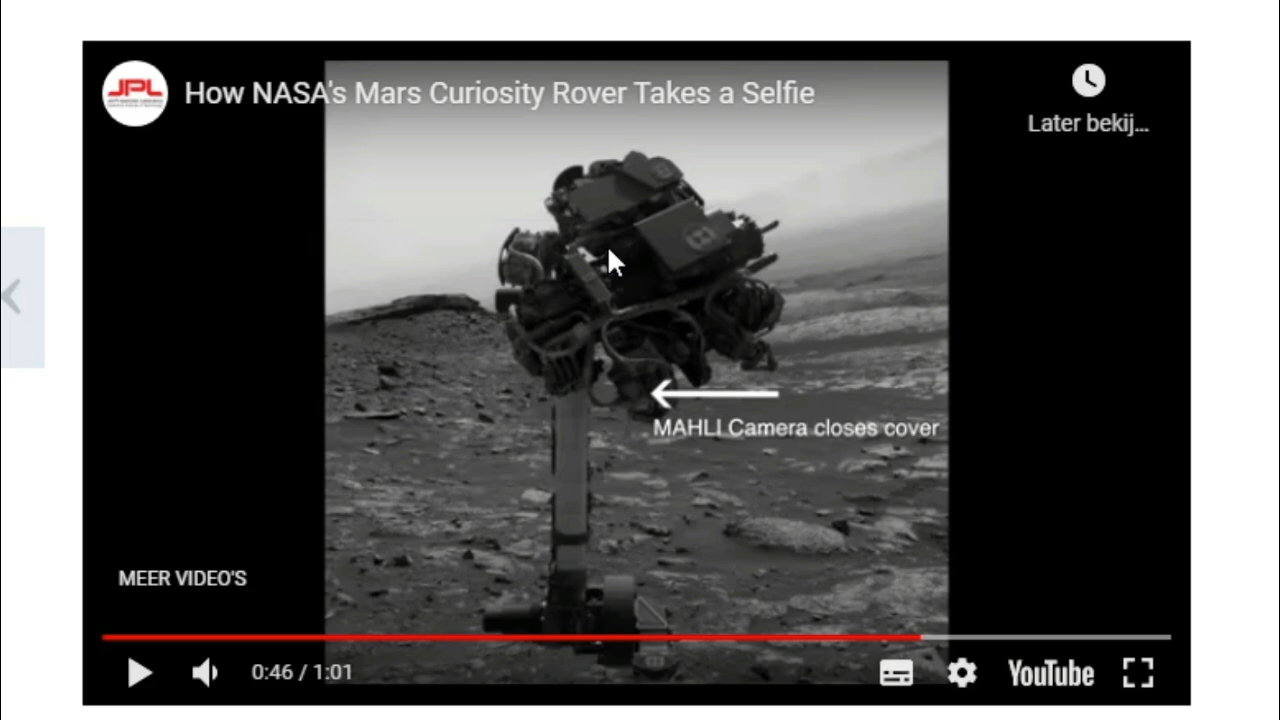 JPL
How NASA's Mars Curiosity Rover Takes a Selfie
Later bekij...
MAHLI Camera closes cover
MEER VIDEO'S
0:46 / 1:01
YouTube